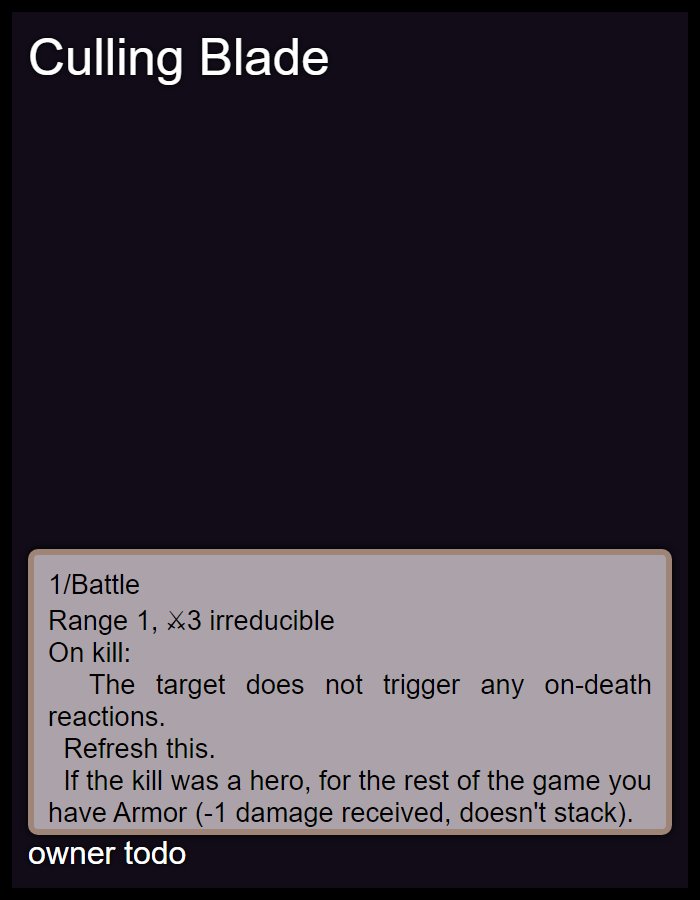 Culling Blade
1/Battle
Range 1, ⚔3 irreducible
On kill:
The target does not trigger any on-death
reactions.
Refresh this.
If the kill was a hero, for the rest of the game you
have Armor (-1 damage received, doesn't stack).
owner todo